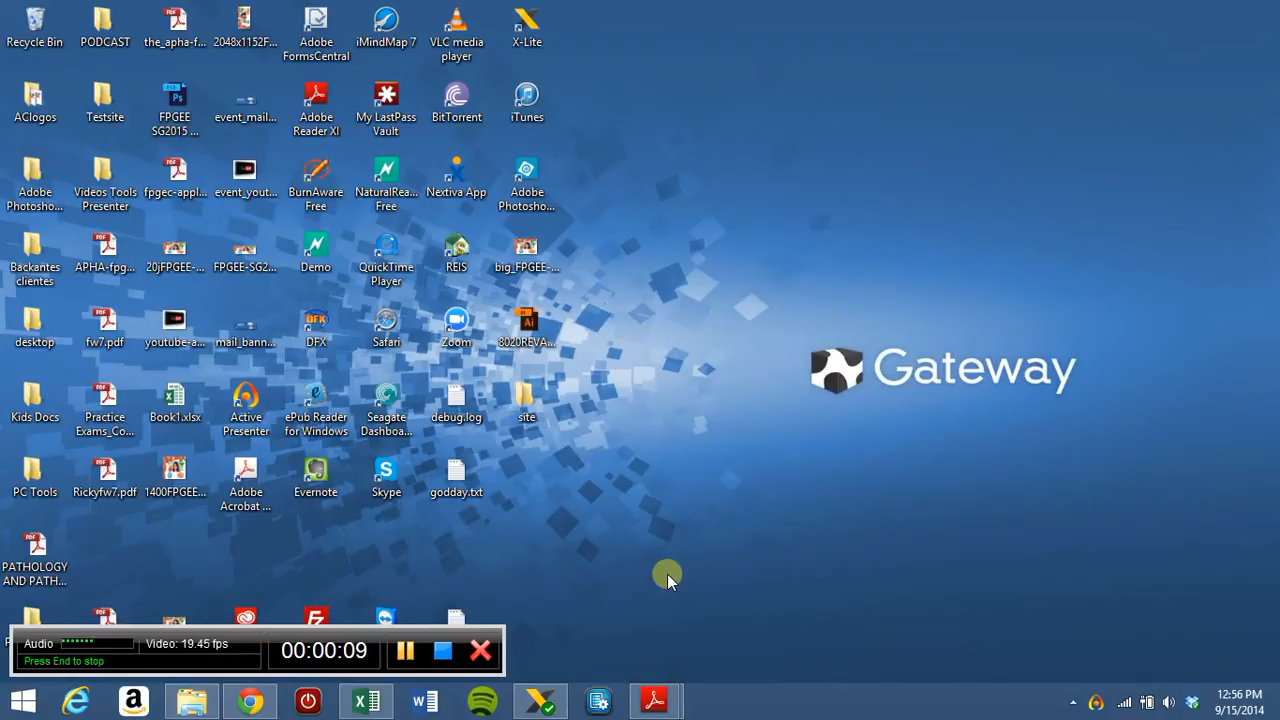 Recycle Bin
PODCAST
the_apha-f...
2048x1152F...
Adobe
FormsCentral
iMindMap 7
VLC media
player
X-Lite
AClogos
Testsite
FPGEE
SG2015 ...
event_mail...
Adobe
Reader XI
My LastPass
Vault
BitTorrent
iTunes
Adobe
Photosho...
Videos Tools
Presenter
fpgec-appl...
event_yout...
BurnAware
Free
NaturalRea...
Free
Nextiva App
Adobe
Photosho...
Backantes
clientes
APHA-fpg...
20jFPGEE-...
FPGEE-SG2...
Demo
QuickTime
Player
REIS
big_FPGEE-...
desktop
fw7.pdf
youtube-a...
mail_bann...
DFX
Safari
Zoom
8020REVA...
Kids Docs
Practice
Exams_Co...
Book1.xlsx
Active
Presenter
ePub Reader
for Windows
Seagate
Dashboa...
debug.log
site
PC Tools
Rickyfw7.pdf
1400FPGEE...
Adobe
Acrobat ...
Evernote
Skype
godday.txt
PATHOLOGY
AND PATH...
Gateway
Audio
Video: 19.45 fps
00:00:09
Press End to stop
12:56 PM
9/15/2014